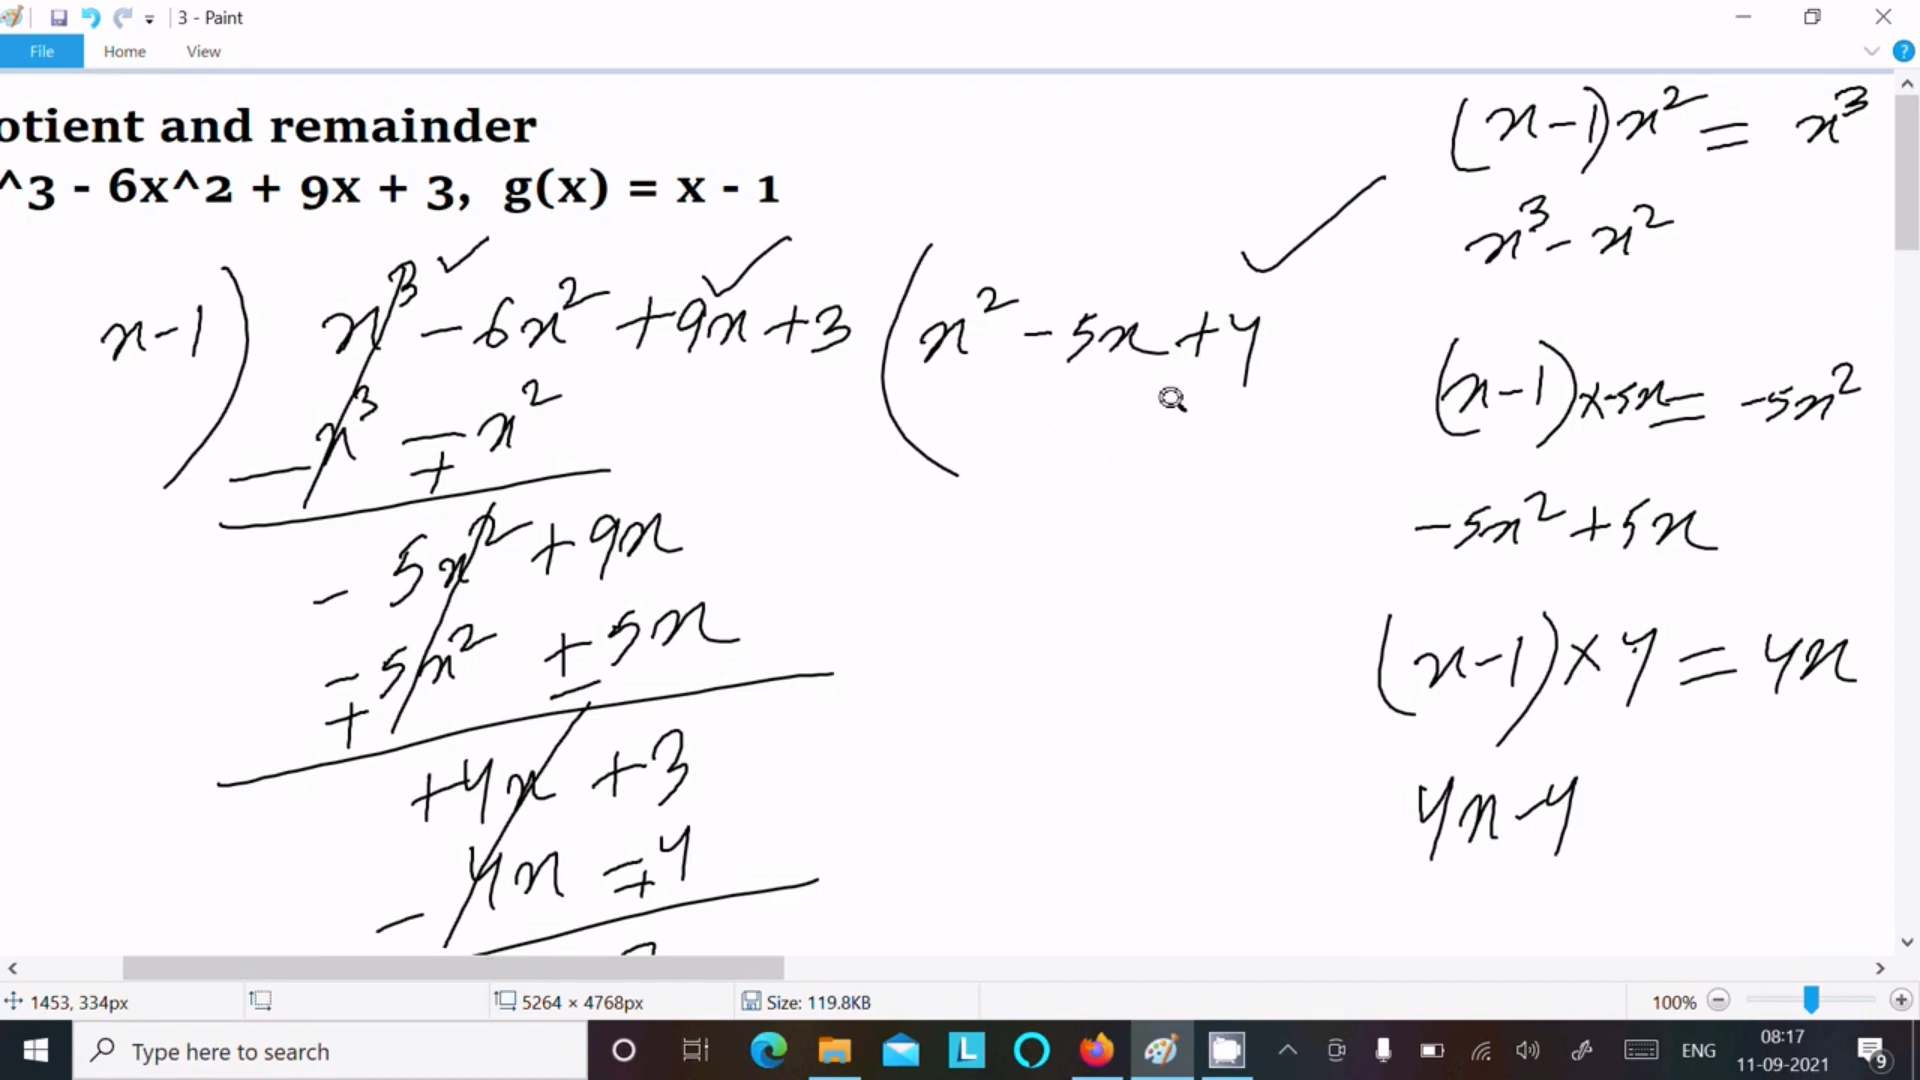 3 - Paint
File Home View
otient and remainder
^3 - 6x^2 + 9x + 3, g(x) = x - 1
(x-1)x² = x³
x³ - x²
x-1) x³ - 6x² + 9x + 3 (x² - 5x + 4
x³ - x²
- +
(x-1) x -5x = -5x²
- 5x² + 9x
-5x² + 5x
- 5x² + 5x
+ -
(x-1) × 4 = 4x
+4x + 3
4x - 4
4x - 4
- +
1453, 334px 5264 × 4768px Size: 119.8KB 100%
Type here to search ENG 08:17
11-09-2021 9